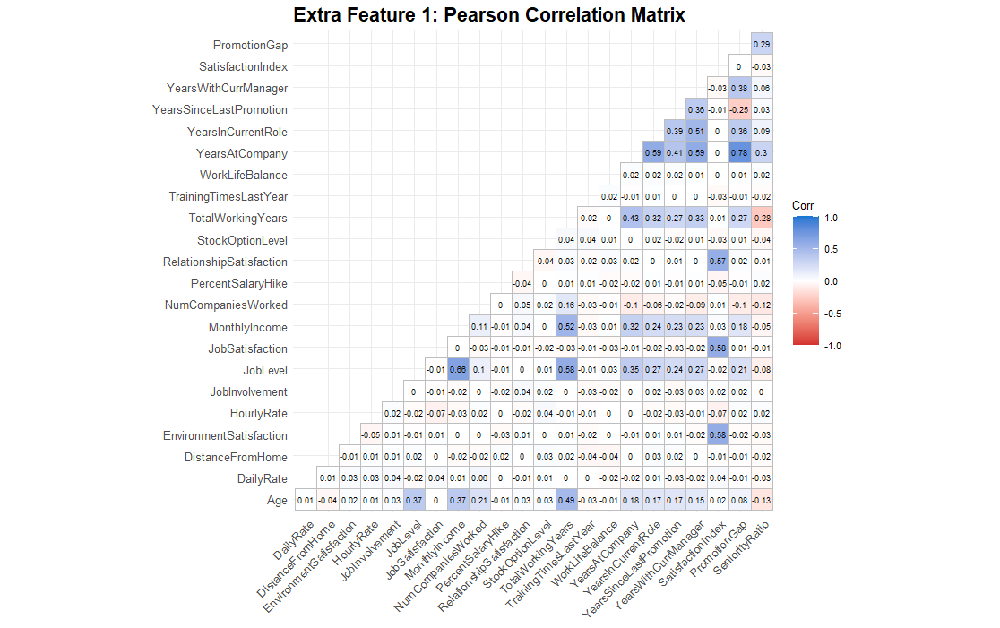 Extra Feature 1: Pearson Correlation Matrix
PromotionGap 0.29
SatisfactionIndex 0 -0.03
YearsWithCurrManager -0.03 0.38 0.06
YearsSinceLastPromotion 0.36 -0.01 -0.25 0.03
YearsInCurrentRole 0.39 0.51 0 0.36 0.09
YearsAtCompany 0.59 0.41 0.59 0 0.78 0.3
WorkLifeBalance 0.02 0.02 0.02 0.01 0 0.01 0.02
TrainingTimesLastYear 0.02 -0.01 0.01 0 0 -0.03 -0.01 -0.02
TotalWorkingYears -0.02 0 0.43 0.32 0.27 0.33 0.01 0.27 -0.28
StockOptionLevel 0.04 0.04 0.01 0 0.02 -0.02 0.01 -0.03 0.01 -0.04
RelationshipSatisfaction -0.04 0.03 -0.02 0.03 0.02 0 0.01 0 0.57 0.02 -0.01
PercentSalaryHike -0.04 0 0.01 0.01 -0.02 -0.02 0.01 -0.01 0.01 -0.05 -0.01 0.02
NumCompaniesWorked 0 0.05 0.02 0.16 -0.03 -0.01 -0.1 -0.06 -0.02 -0.09 0.01 -0.1 -0.12
MonthlyIncome 0.11 -0.01 0.04 0 0.52 -0.03 0.01 0.32 0.24 0.23 0.23 0.03 0.18 -0.05
JobSatisfaction 0 -0.03 -0.01 -0.01 -0.02 -0.03 -0.01 -0.03 -0.01 -0.02 -0.03 -0.02 0.58 0.01 -0.01
JobLevel -0.01 0.66 0.1 -0.01 0 0.01 0.58 -0.01 0.03 0.35 0.27 0.24 0.27 -0.02 0.21 -0.08
JobInvolvement 0 -0.01 -0.02 0 -0.02 0.04 0.02 0 -0.03 -0.02 0 0.02 -0.03 0.03 0.02 0.02 0
HourlyRate 0.02 -0.02 -0.07 -0.03 0.02 0 -0.02 0.04 -0.01 -0.01 0 0 -0.02 -0.03 -0.01 -0.07 0.02 0.02
EnvironmentSatisfaction -0.05 0.01 -0.01 0.01 0 0 -0.03 0.01 0 -0.02 0 -0.02 0 -0.01 0.01 0.01 -0.02 0.58 -0.02 -0.03
DistanceFromHome -0.01 0.01 0.01 0.02 0 -0.02 -0.02 0.02 0 0.03 0.02 -0.04 -0.04 0 0.03 0.02 0 -0.01 -0.01 -0.02
DailyRate 0.01 0.03 0.03 0.04 -0.02 0.04 0.01 0.06 0 -0.01 0.01 0 0 -0.02 -0.02 0.01 -0.03 -0.02 0.04 -0.01 -0.03
Age 0.01 -0.04 0.02 0.01 0.03 0.37 0 0.37 0.21 -0.01 0.03 0.03 0.49 -0.03 -0.01 0.18 0.17 0.17 0.15 0.02 0.08 -0.13
DailyRate
DistanceFromHome
EnvironmentSatisfaction
HourlyRate
JobInvolvement
JobLevel
JobSatisfaction
MonthlyIncome
NumCompaniesWorked
PercentSalaryHike
RelationshipSatisfaction
StockOptionLevel
TotalWorkingYears
TrainingTimesLastYear
WorkLifeBalance
YearsAtCompany
YearsInCurrentRole
YearsSinceLastPromotion
YearsWithCurrManager
SatisfactionIndex
PromotionGap
SeniorityRatio
Corr
1.0
0.5
0.0
-0.5
-1.0